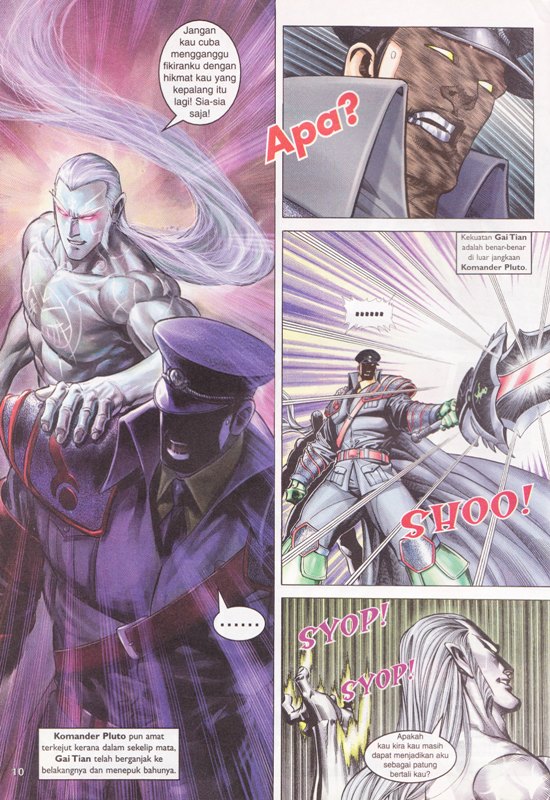 Jangan
kau cuba
mengganggu
fikiranku dengan
hikmat kau yang
kepalang itu
lagi! Sia-sia
saja!
......
Komander Pluto pun amat
terkejut kerana dalam sekelip mata,
Gai Tian telah berganjak ke
belakangnya dan menepuk bahunya.
10
Apa?
Kekuatan Gai Tian
adalah benar-benar
di luar jangkaan
Komander Pluto.
......
SHOO!
SYOP!
SYOP!
Apakah
kau kira kau masih
dapat menjadikan aku
sebagai patung
bertali kau?